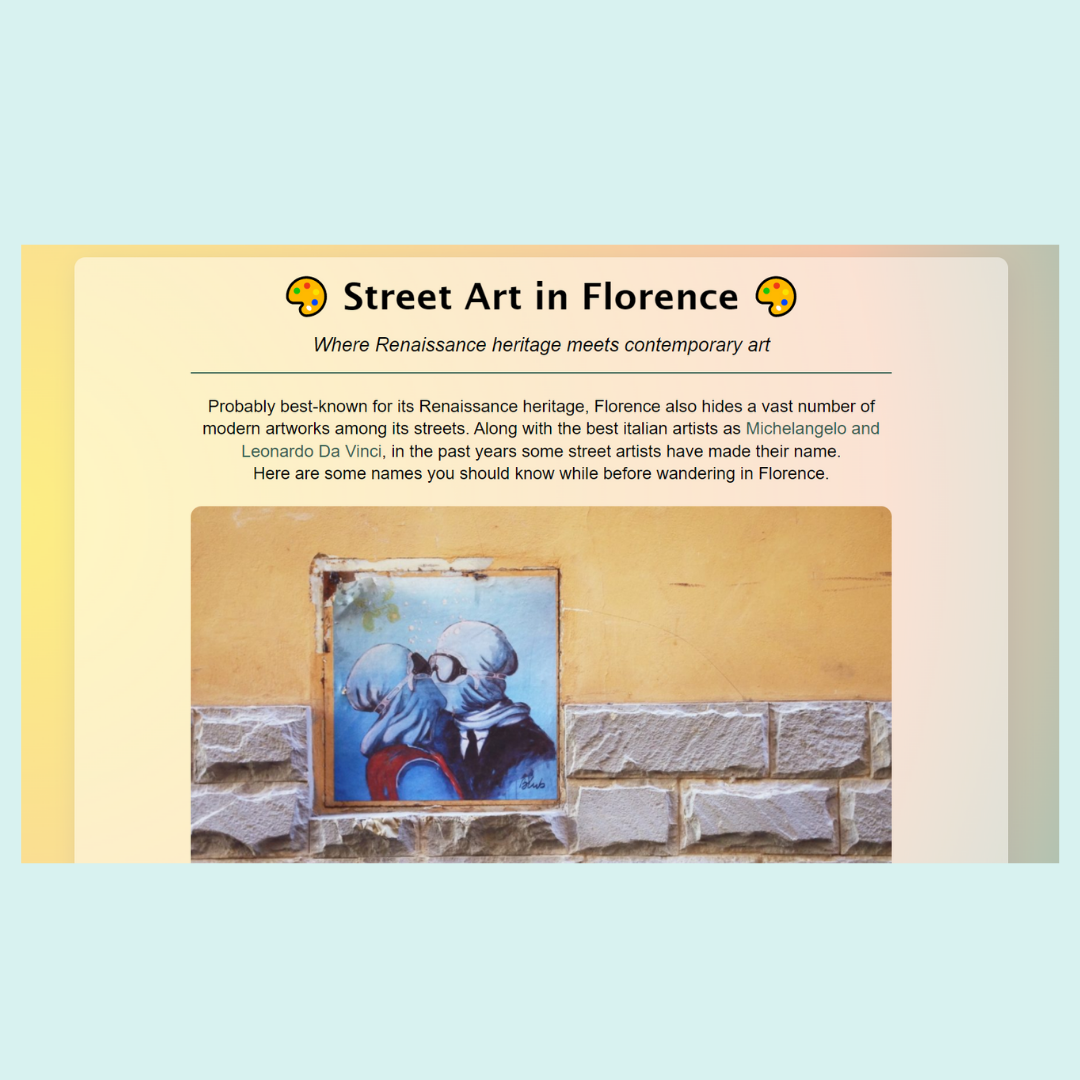 🎨 Street Art in Florence 🎨
Where Renaissance heritage meets contemporary art
Probably best-known for its Renaissance heritage, Florence also hides a vast number of
modern artworks among its streets. Along with the best italian artists as Michelangelo and
Leonardo Da Vinci, in the past years some street artists have made their name.
Here are some names you should know while before wandering in Florence.